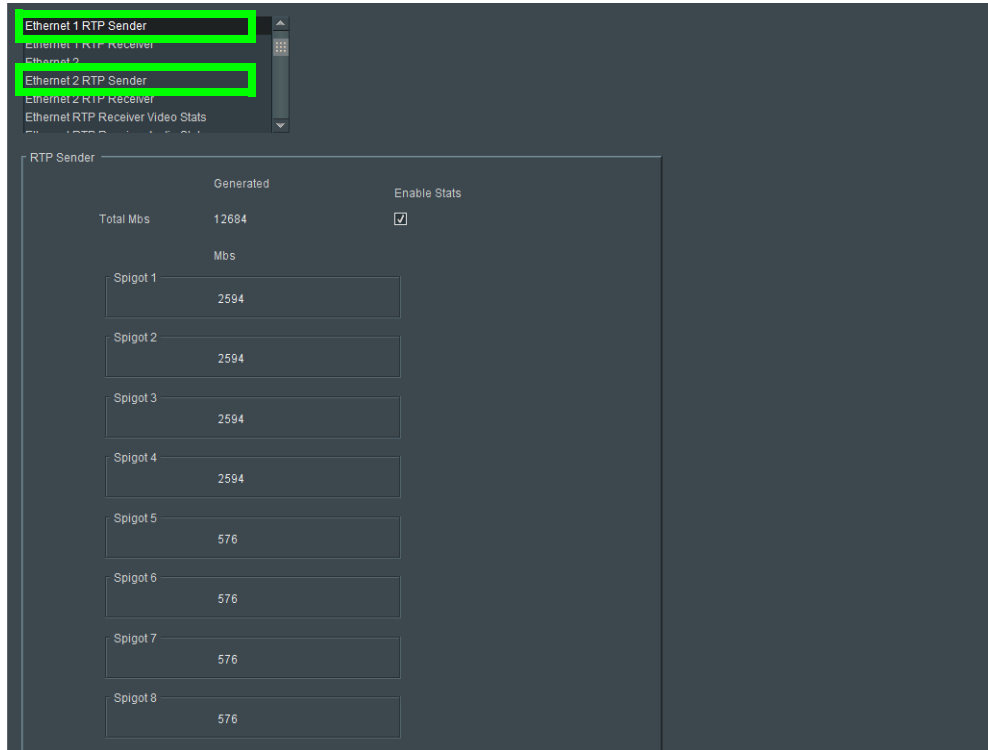 Ethernet 1 RTP Sender
Ethernet 1 RTP Receiver
Ethernet 2
Ethernet 2 RTP Sender
Ethernet 2 RTP Receiver
Ethernet RTP Receiver Video Stats
RTP Sender
Generated
Enable Stats
Total Mbs 12684
Mbs
Spigot 1
2594
Spigot 2
2594
Spigot 3
2594
Spigot 4
2594
Spigot 5
576
Spigot 6
576
Spigot 7
576
Spigot 8
576